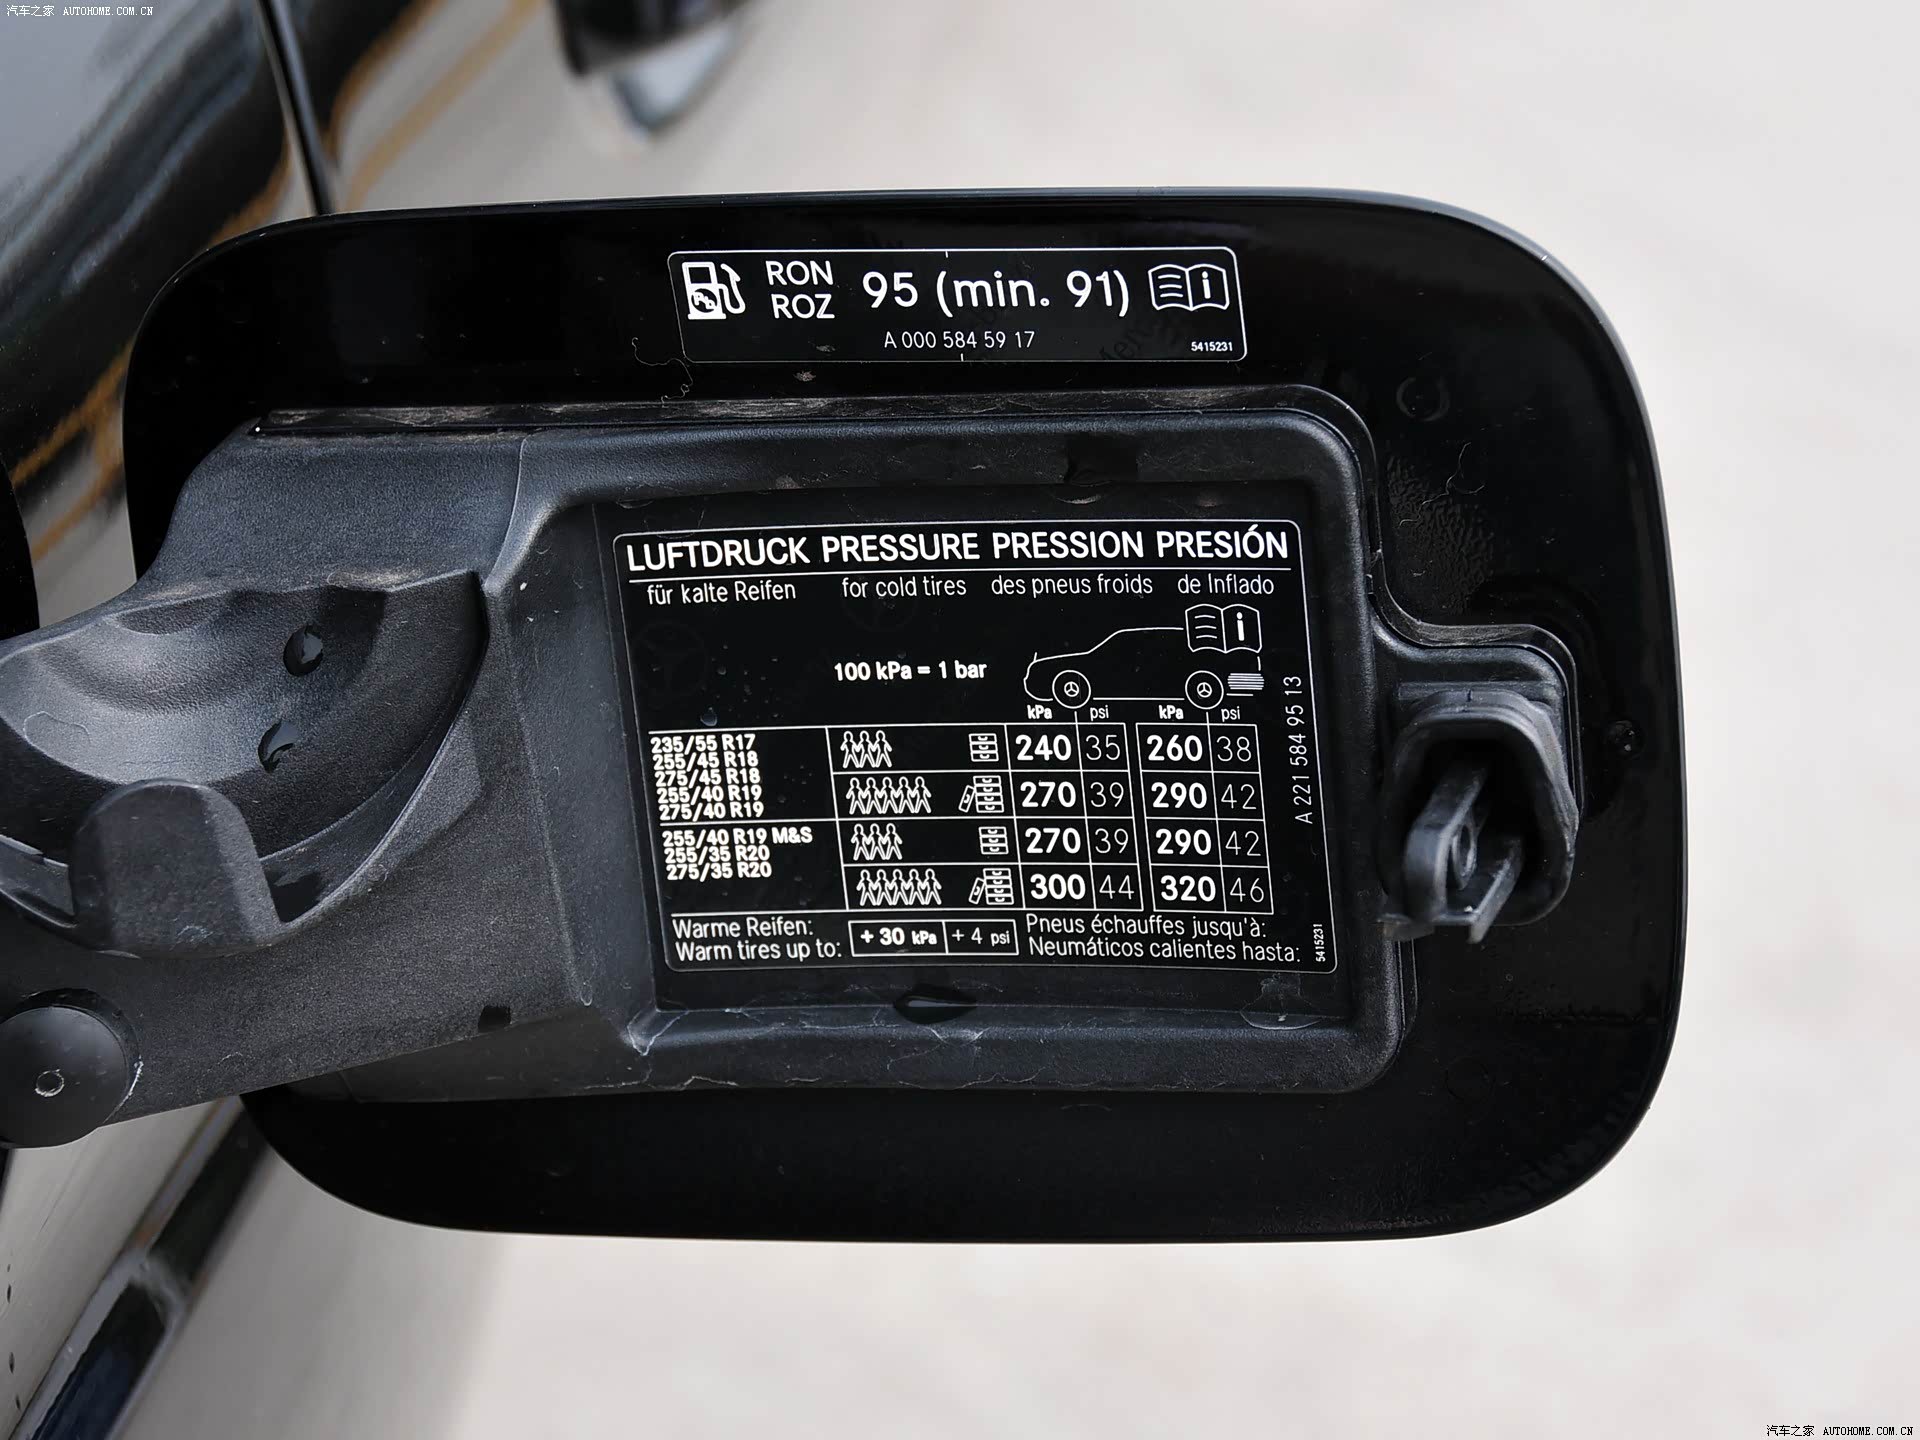 汽车之家 AUTOHOME.COM.CN
RON
ROZ
95 (min. 91)
A 000 584 59 17
5415231
LUFTDRUCK PRESSURE PRESSION PRESIÓN
für kalte Reifen for cold tires des pneus froids de Inflado
100 kPa = 1 bar
kPa psi kPa psi
235/55 R17
255/45 R18
275/45 R18
255/40 R19
275/40 R19
240 35 260 38
270 39 290 42
255/40 R19 M&S
255/35 R20
275/35 R20
270 39 290 42
300 44 320 46
Warme Reifen:
Warm tires up to:
+ 30 kPa + 4 psi
Pneus échauffes jusqu'à:
Neumáticos calientes hasta:
A 221 584 95 13
5415231
汽车之家 AUTOHOME.COM.CN